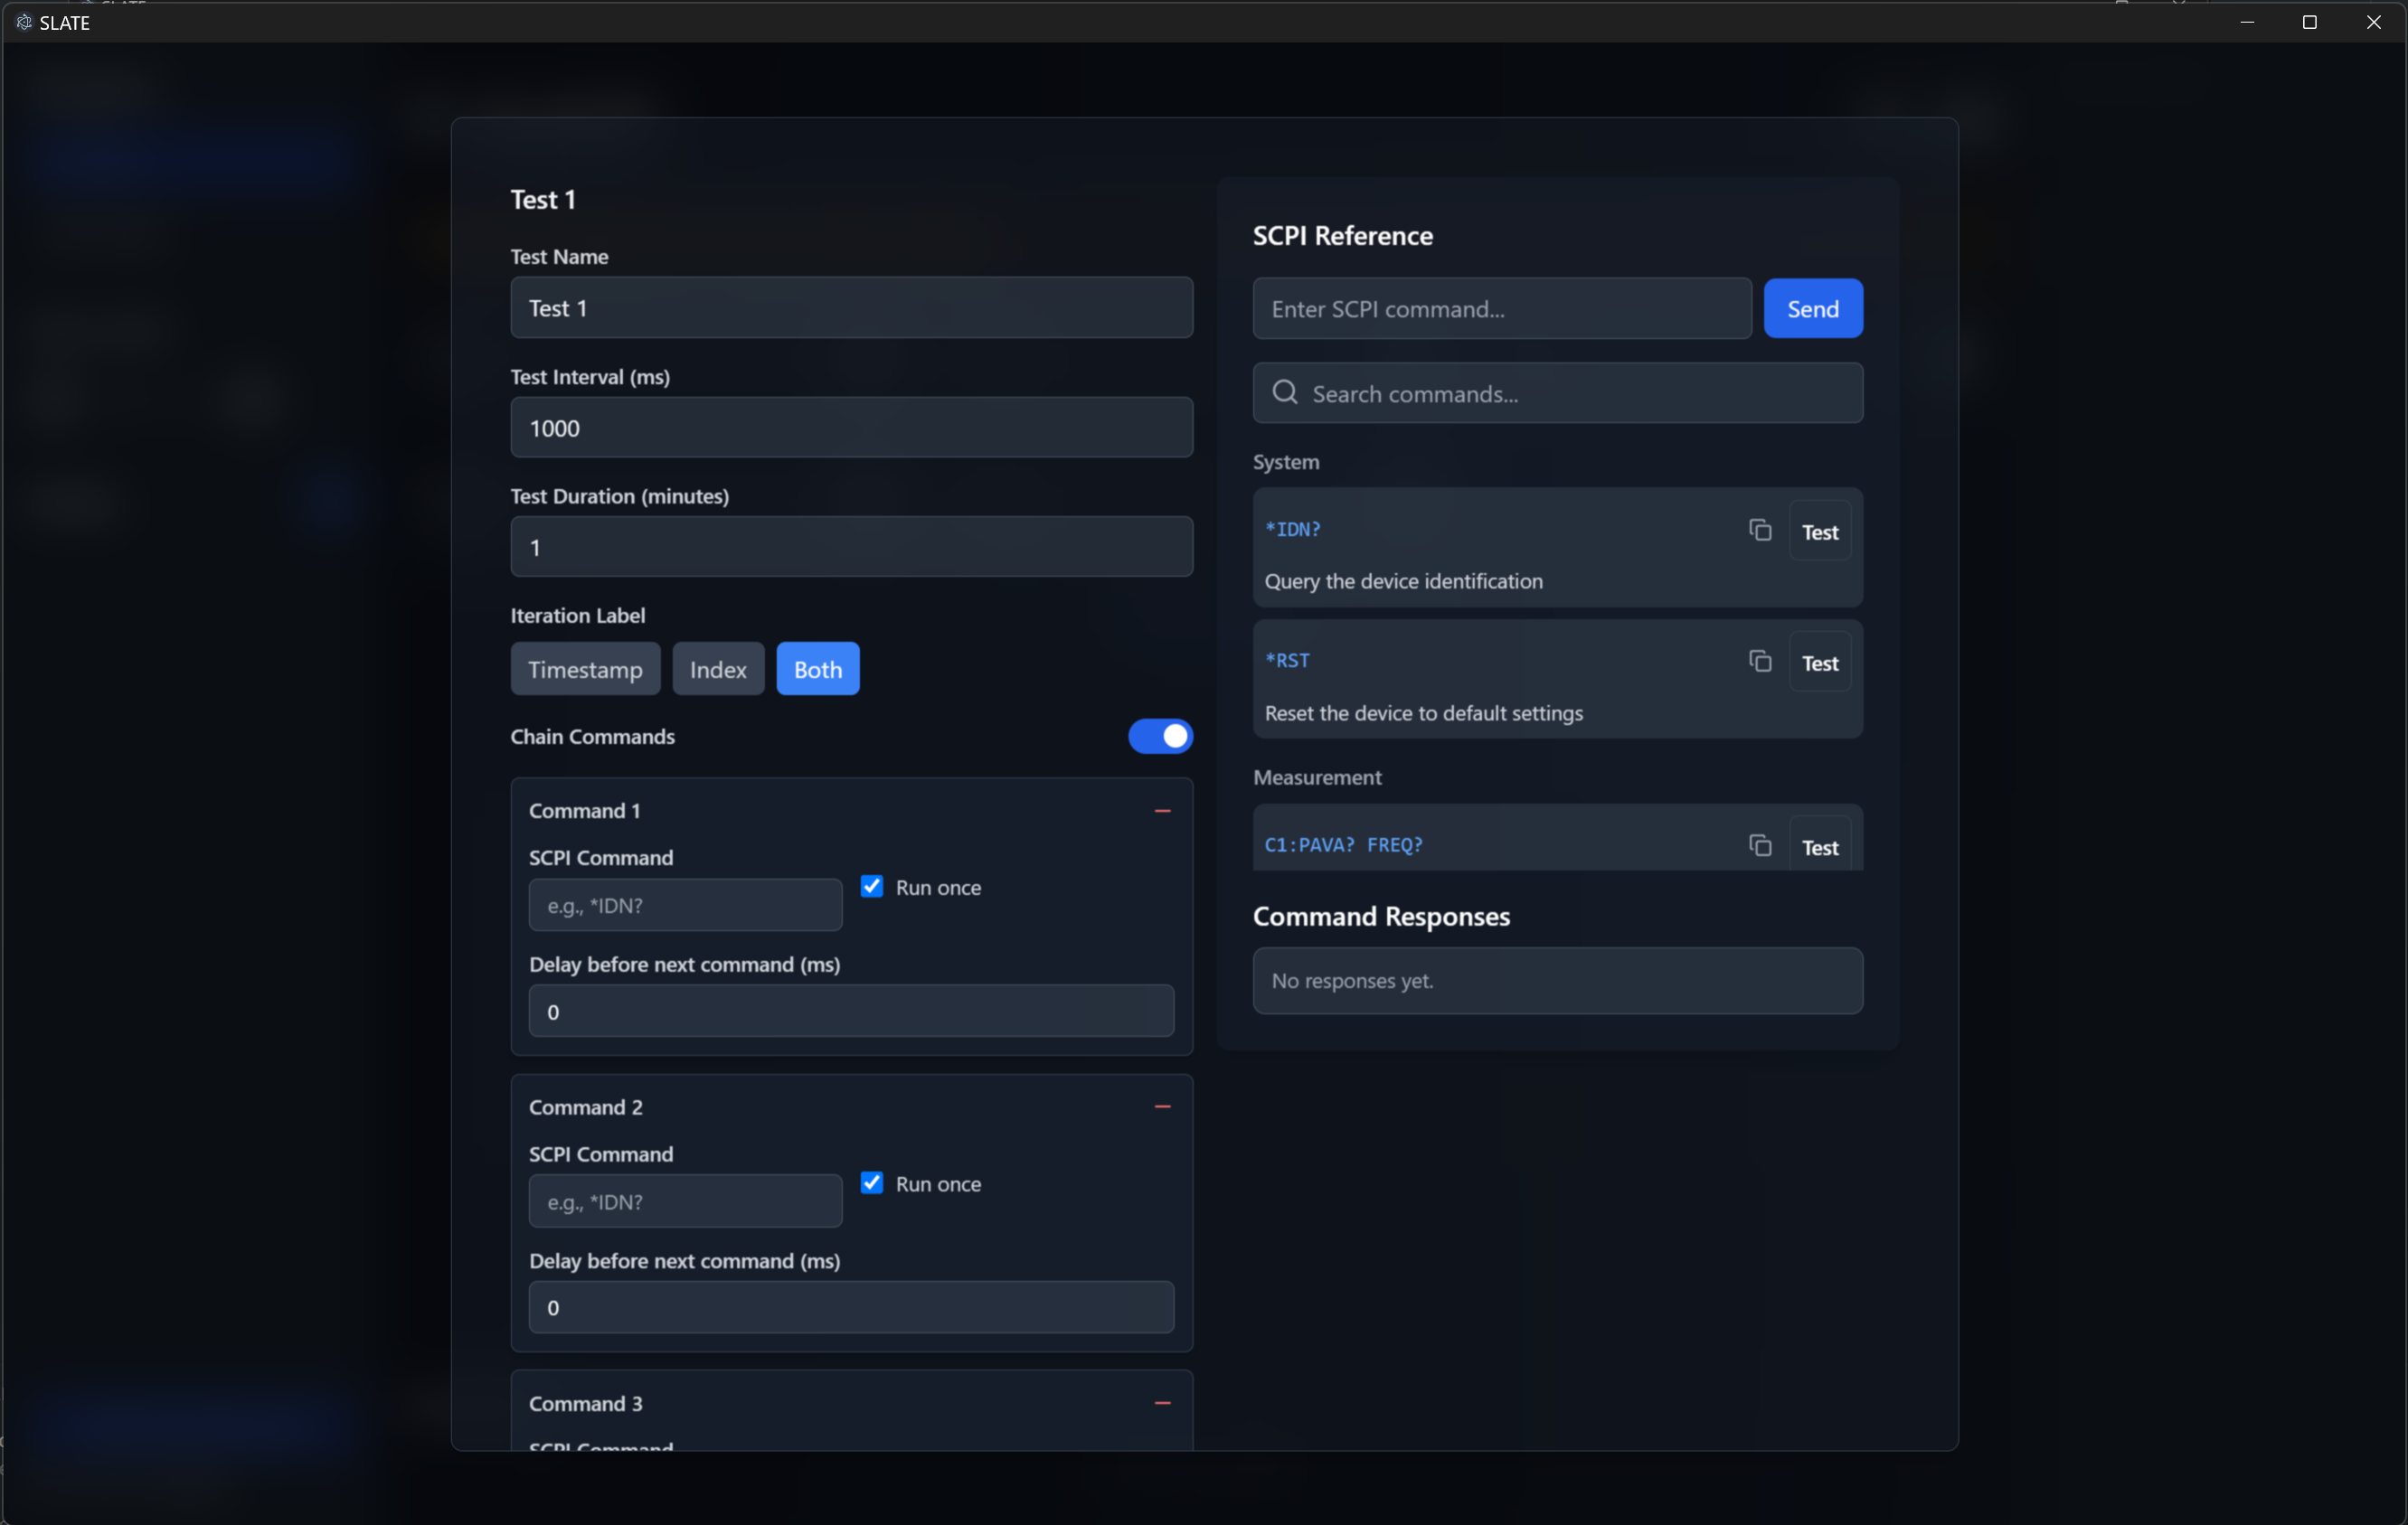 SLATE
Test 1
Test Name
Test 1
Test Interval (ms)
1000
Test Duration (minutes)
1
Iteration Label
Timestamp Index Both
Chain Commands
Command 1
SCPI Command
e.g., *IDN?
Run once
Delay before next command (ms)
0
Command 2
SCPI Command
e.g., *IDN?
Run once
Delay before next command (ms)
0
Command 3
SCPI Command
SCPI Reference
Enter SCPI command...
Send
Search commands...
System
*IDN?
Test
Query the device identification
*RST
Test
Reset the device to default settings
Measurement
C1:PAVA? FREQ?
Test
Command Responses
No responses yet.